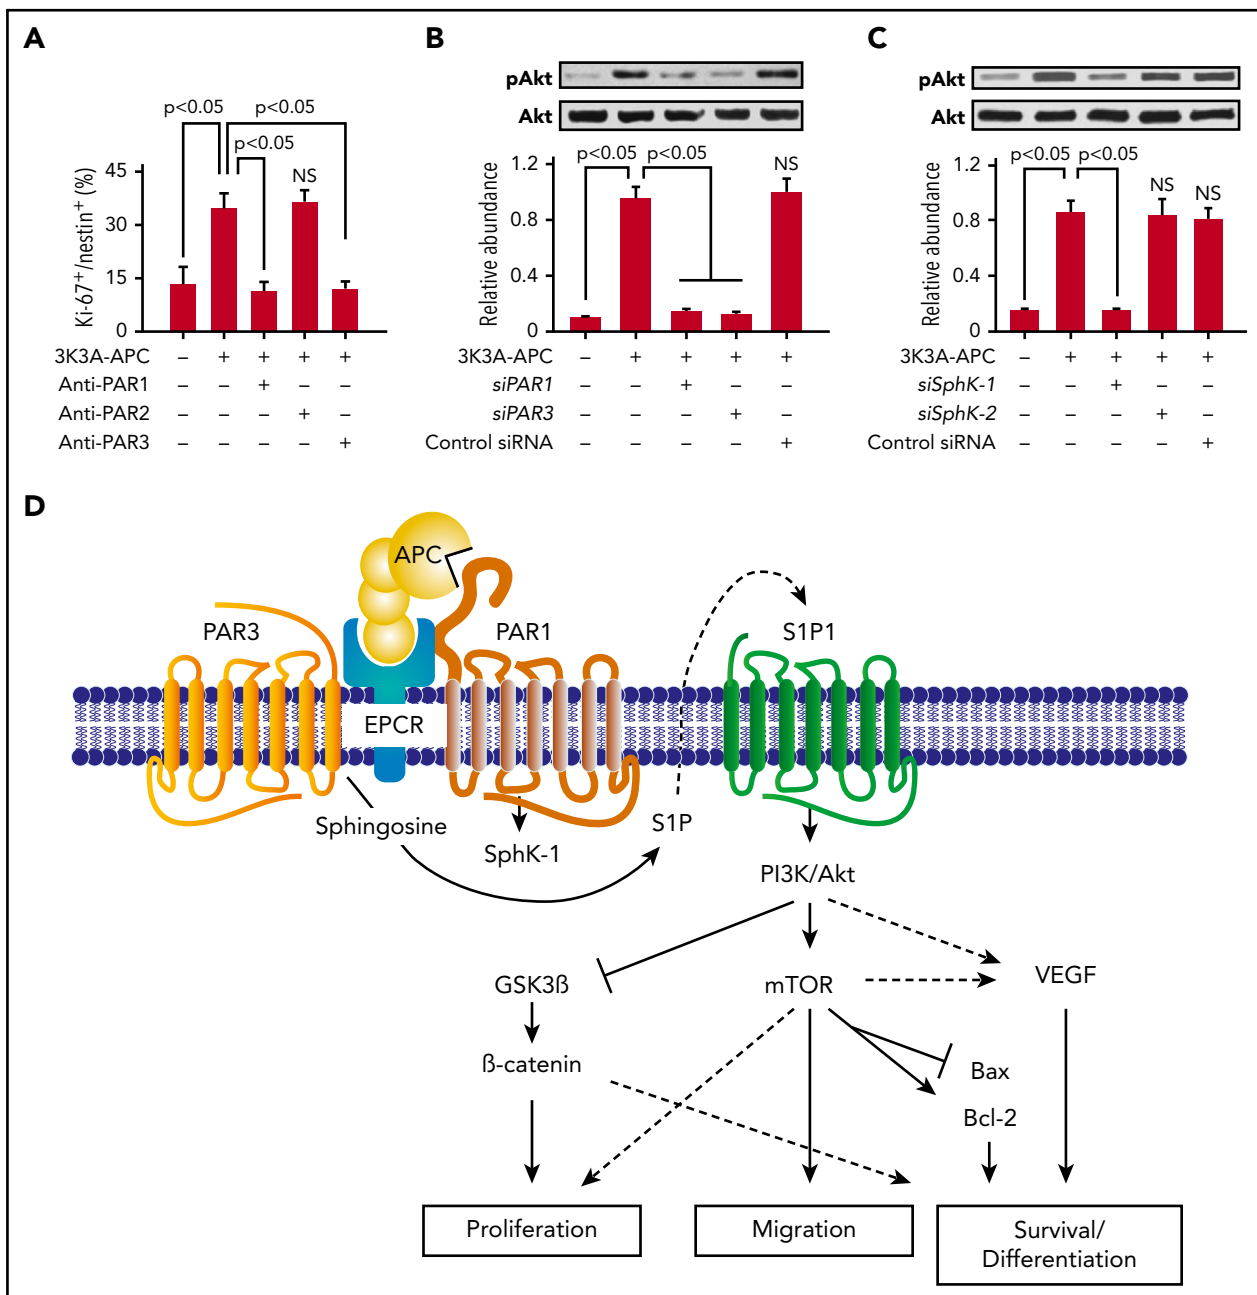 A
p<0.05
p<0.05
p<0.05
NS
Ki-67+/nestin+ (%)
45
30
15
0
3K3A-APC – + + + +
Anti-PAR1 – – + – –
Anti-PAR2 – – – + –
Anti-PAR3 – – – – +
B
pAkt
Akt
p<0.05 p<0.05
NS
Relative abundance
1.2
0.8
0.4
0
3K3A-APC – + + + +
siPAR1 – – + – –
siPAR3 – – – + –
Control siRNA – – – – +
C
pAkt
Akt
p<0.05 p<0.05
NS NS
Relative abundance
1.2
0.8
0.4
0
3K3A-APC – + + + +
siSphK-1 – – + – –
siSphK-2 – – – + –
Control siRNA – – – – +
D
APC
PAR3 PAR1 S1P1
EPCR
Sphingosine S1P
SphK-1
PI3K/Akt
GSK3ß mTOR VEGF
ß-catenin
Bax
Bcl-2
Proliferation
Migration
Survival/
Differentiation